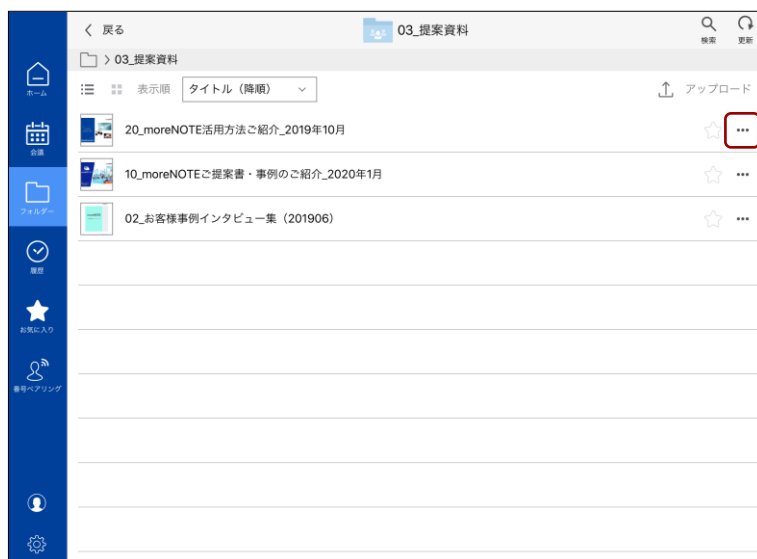 戻る
03_提案資料
検索
更新
03_提案資料
表示順
タイトル（降順）
アップロード
20_moreNOTE活用方法ご紹介_2019年10月
10_moreNOTEご提案書・事例のご紹介_2020年1月
02_お客様事例インタビュー集（201906）
ホーム
会議
フォルダー
履歴
お気に入り
番号ペアリング